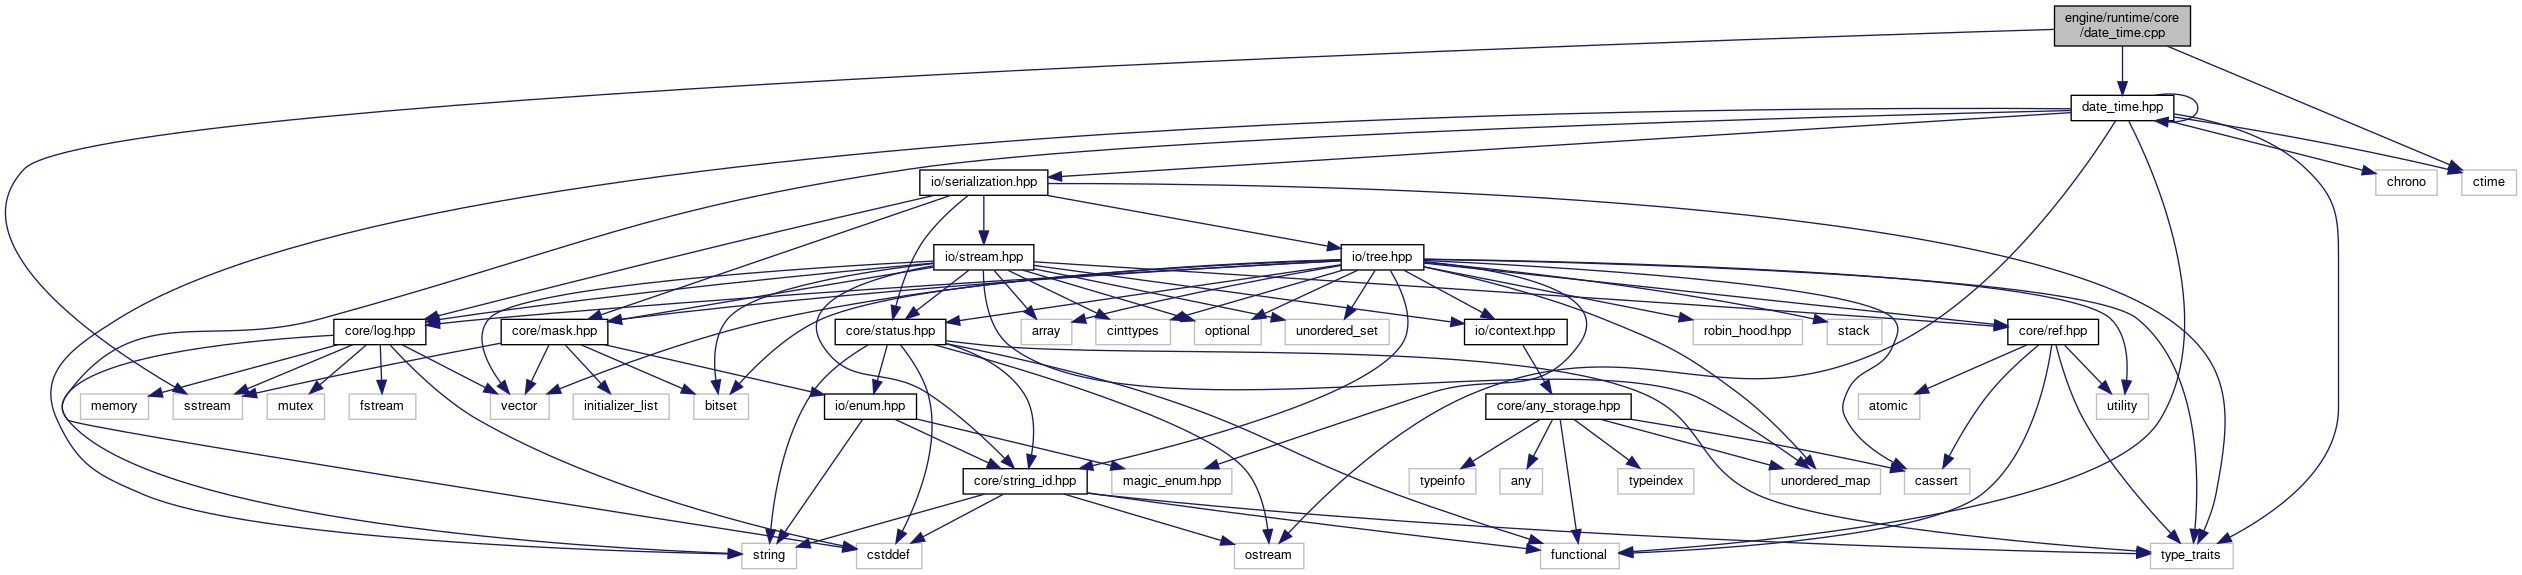 engine/runtime/core
/date_time.cpp
date_time.hpp
io/serialization.hpp
chrono
ctime
io/stream.hpp
io/tree.hpp
core/log.hpp
core/mask.hpp
core/status.hpp
array
cinttypes
optional
unordered_set
io/context.hpp
robin_hood.hpp
stack
core/ref.hpp
memory
sstream
mutex
fstream
vector
initializer_list
bitset
io/enum.hpp
core/any_storage.hpp
atomic
utility
core/string_id.hpp
magic_enum.hpp
typeinfo
any
typeindex
unordered_map
cassert
string
cstddef
ostream
functional
type_traits